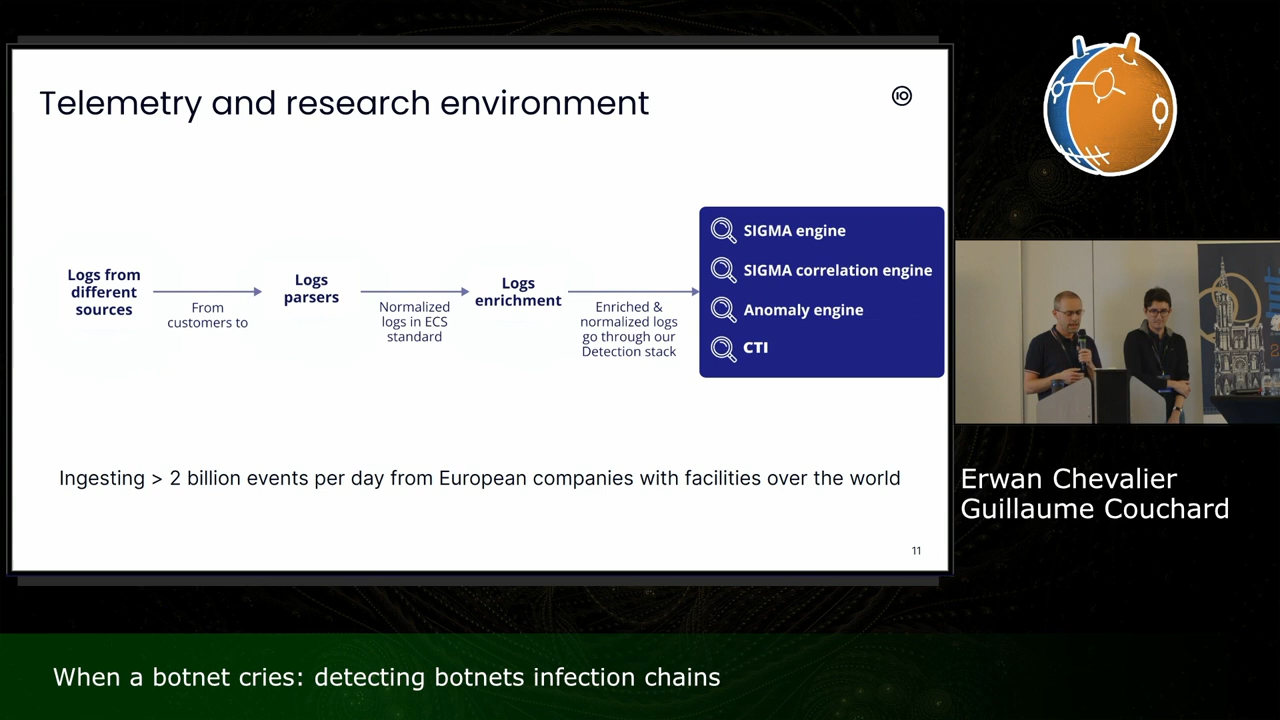 Telemetry and research environment
Logs from
different
sources
From
customers to
Logs
parsers
Normalized
logs in ECS
standard
Logs
enrichment
Enriched &
normalized logs
go through our
Detection stack
SIGMA engine
SIGMA correlation engine
Anomaly engine
CTI
Ingesting > 2 billion events per day from European companies with facilities over the world
11
Erwan Chevalier
Guillaume Couchard
When a botnet cries: detecting botnets infection chains